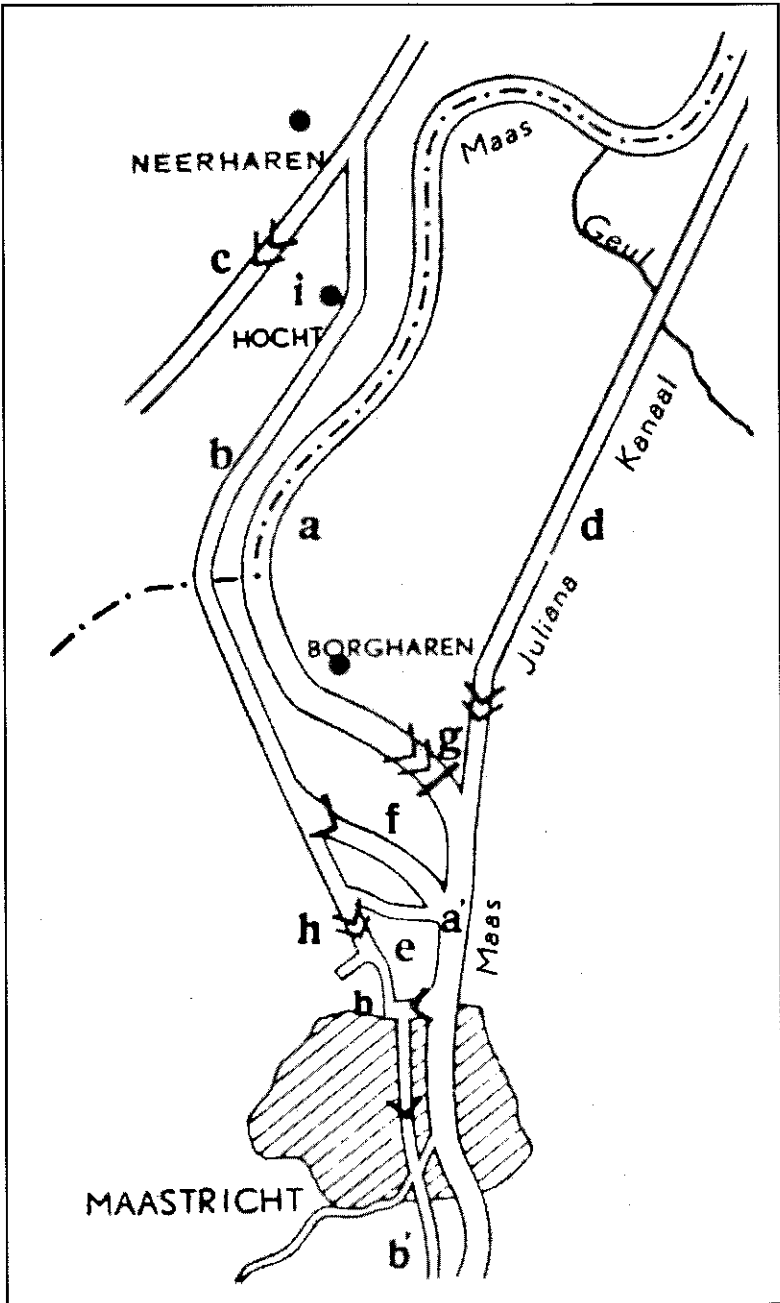 NEERHAREN
Maas
Geul
c
i
HOCHT
Kanaal
b
a
d
Juliana
BORGHAREN
g
f
h
a'
Maas
e
b
MAASTRICHT
b'